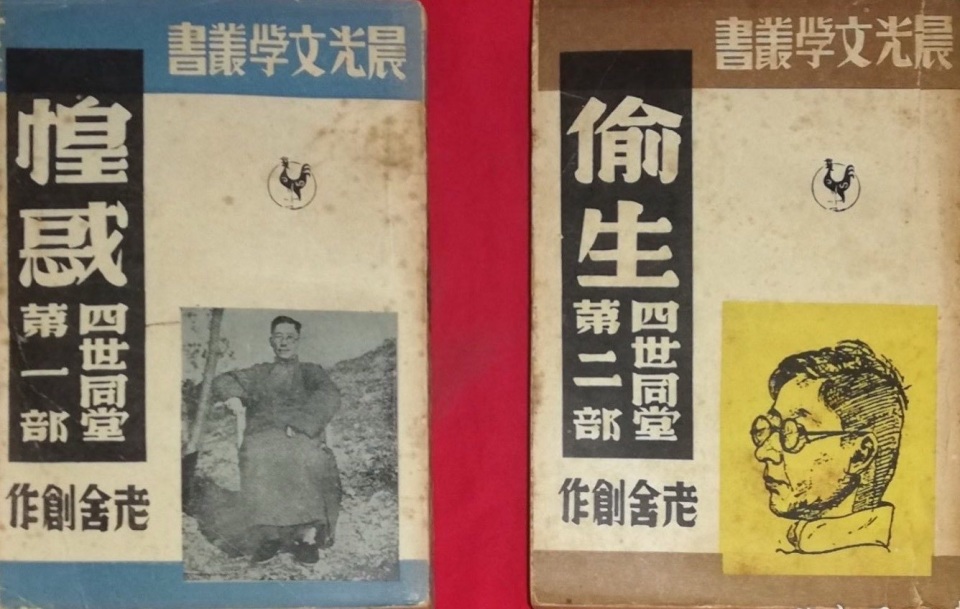 晨光文学叢書
惶惑
四世同堂
第一部
老舍創作
晨光文学叢書
偷生
四世同堂
第二部
老舍創作